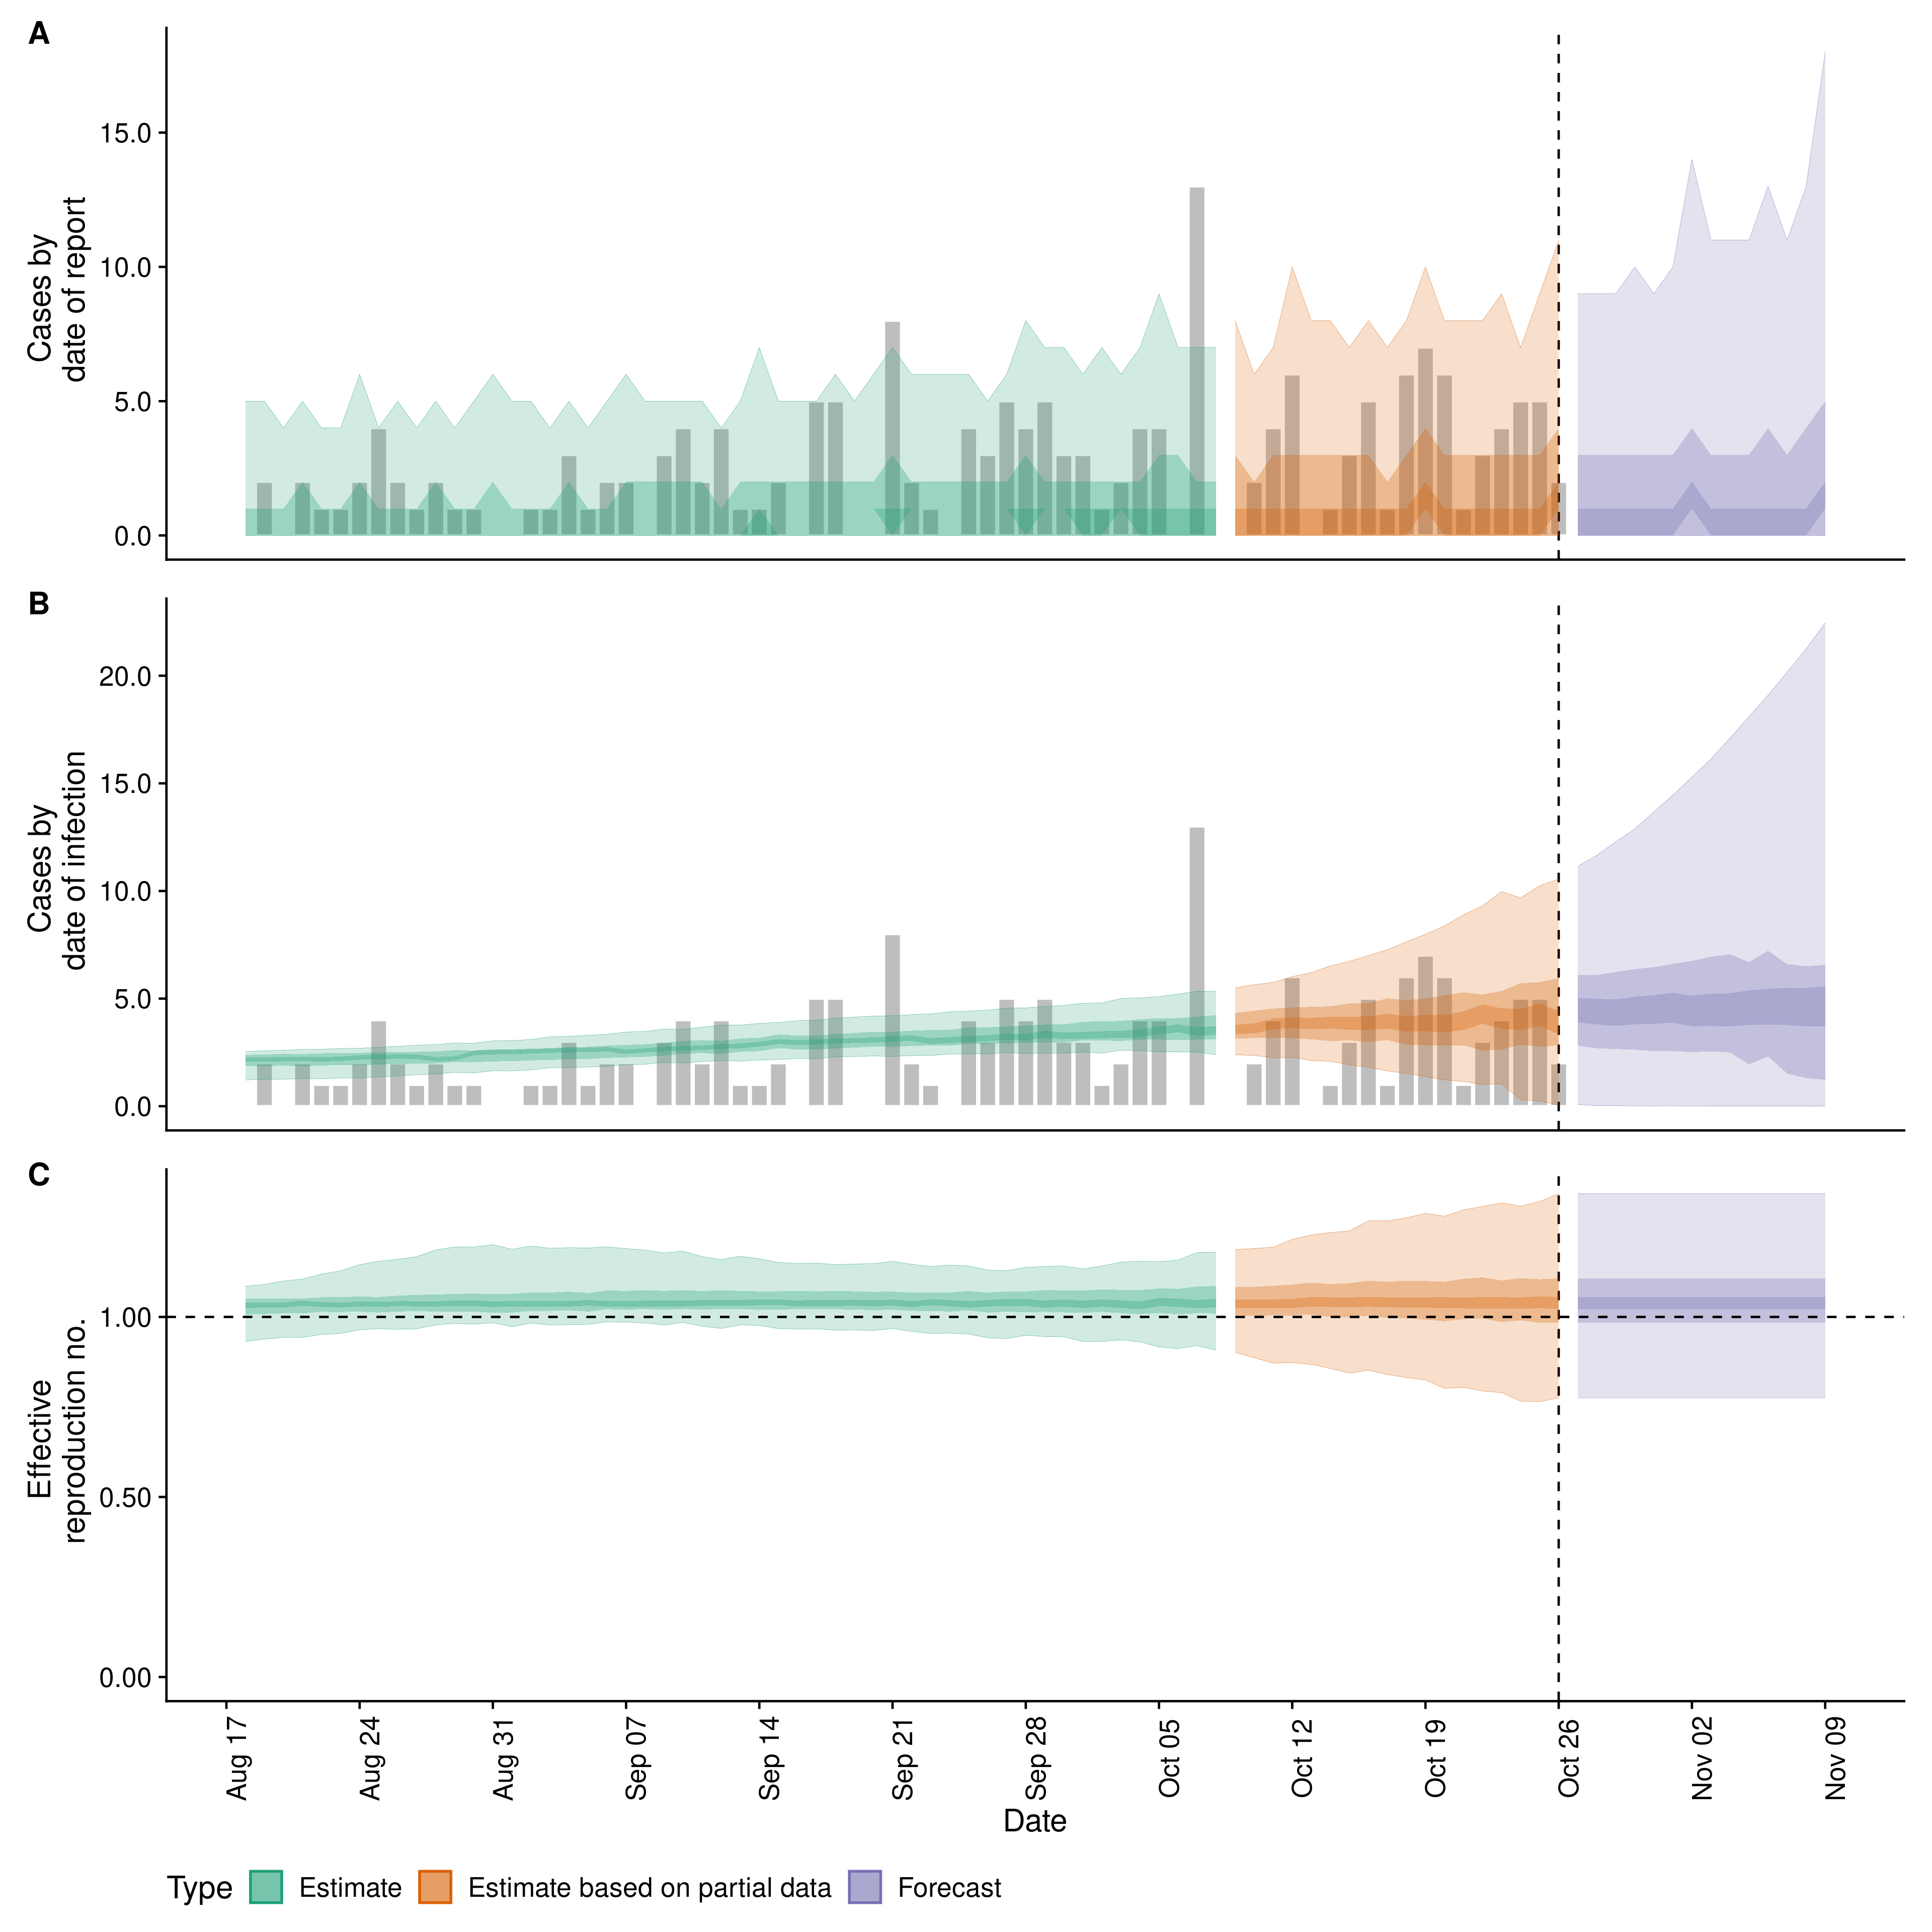 A
Cases by
date of report
15.0
10.0
5.0
0.0
B
Cases by
date of infection
20.0
15.0
10.0
5.0
0.0
C
Effective
reproduction no.
1.00
0.50
0.00
Aug 17
Aug 24
Aug 31
Sep 07
Sep 14
Sep 21
Sep 28
Oct 05
Oct 12
Oct 19
Oct 26
Nov 02
Nov 09
Date
Type Estimate Estimate based on partial data Forecast